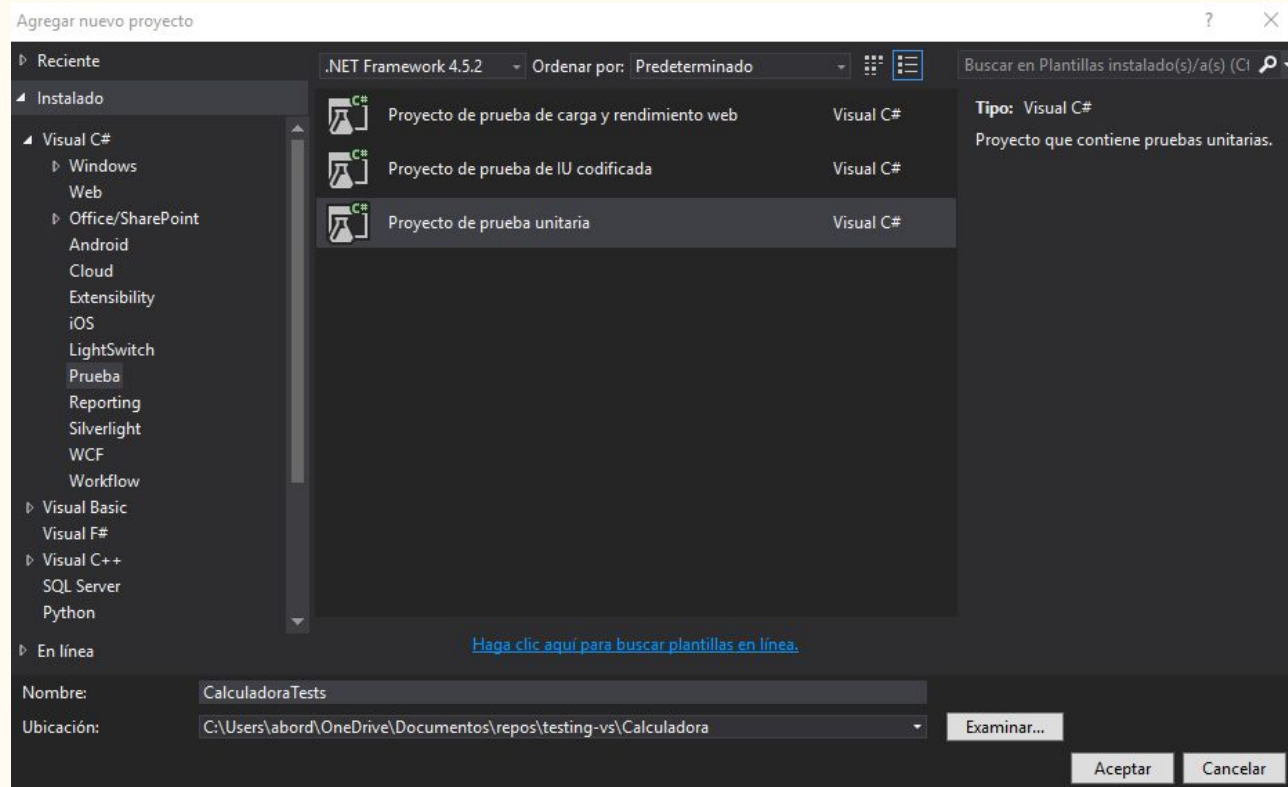 Agregar nuevo proyecto
?
Reciente
Instalado
Visual C#
Windows
Web
Office/SharePoint
Android
Cloud
Extensibility
iOS
LightSwitch
Prueba
Reporting
Silverlight
WCF
Workflow
Visual Basic
Visual F#
Visual C++
SQL Server
Python
En línea
.NET Framework 4.5.2 Ordenar por: Predeterminado
C# Proyecto de prueba de carga y rendimiento web Visual C#
C# Proyecto de prueba de IU codificada Visual C#
C# Proyecto de prueba unitaria Visual C#
Haga clic aquí para buscar plantillas en línea.
Buscar en Plantillas instalado(s)/a(s) (Ct
Tipo: Visual C#
Proyecto que contiene pruebas unitarias.
Nombre: CalculadoraTests
Ubicación: C:\Users\abord\OneDrive\Documentos\repos\testing-vs\Calculadora Examinar...
Aceptar Cancelar